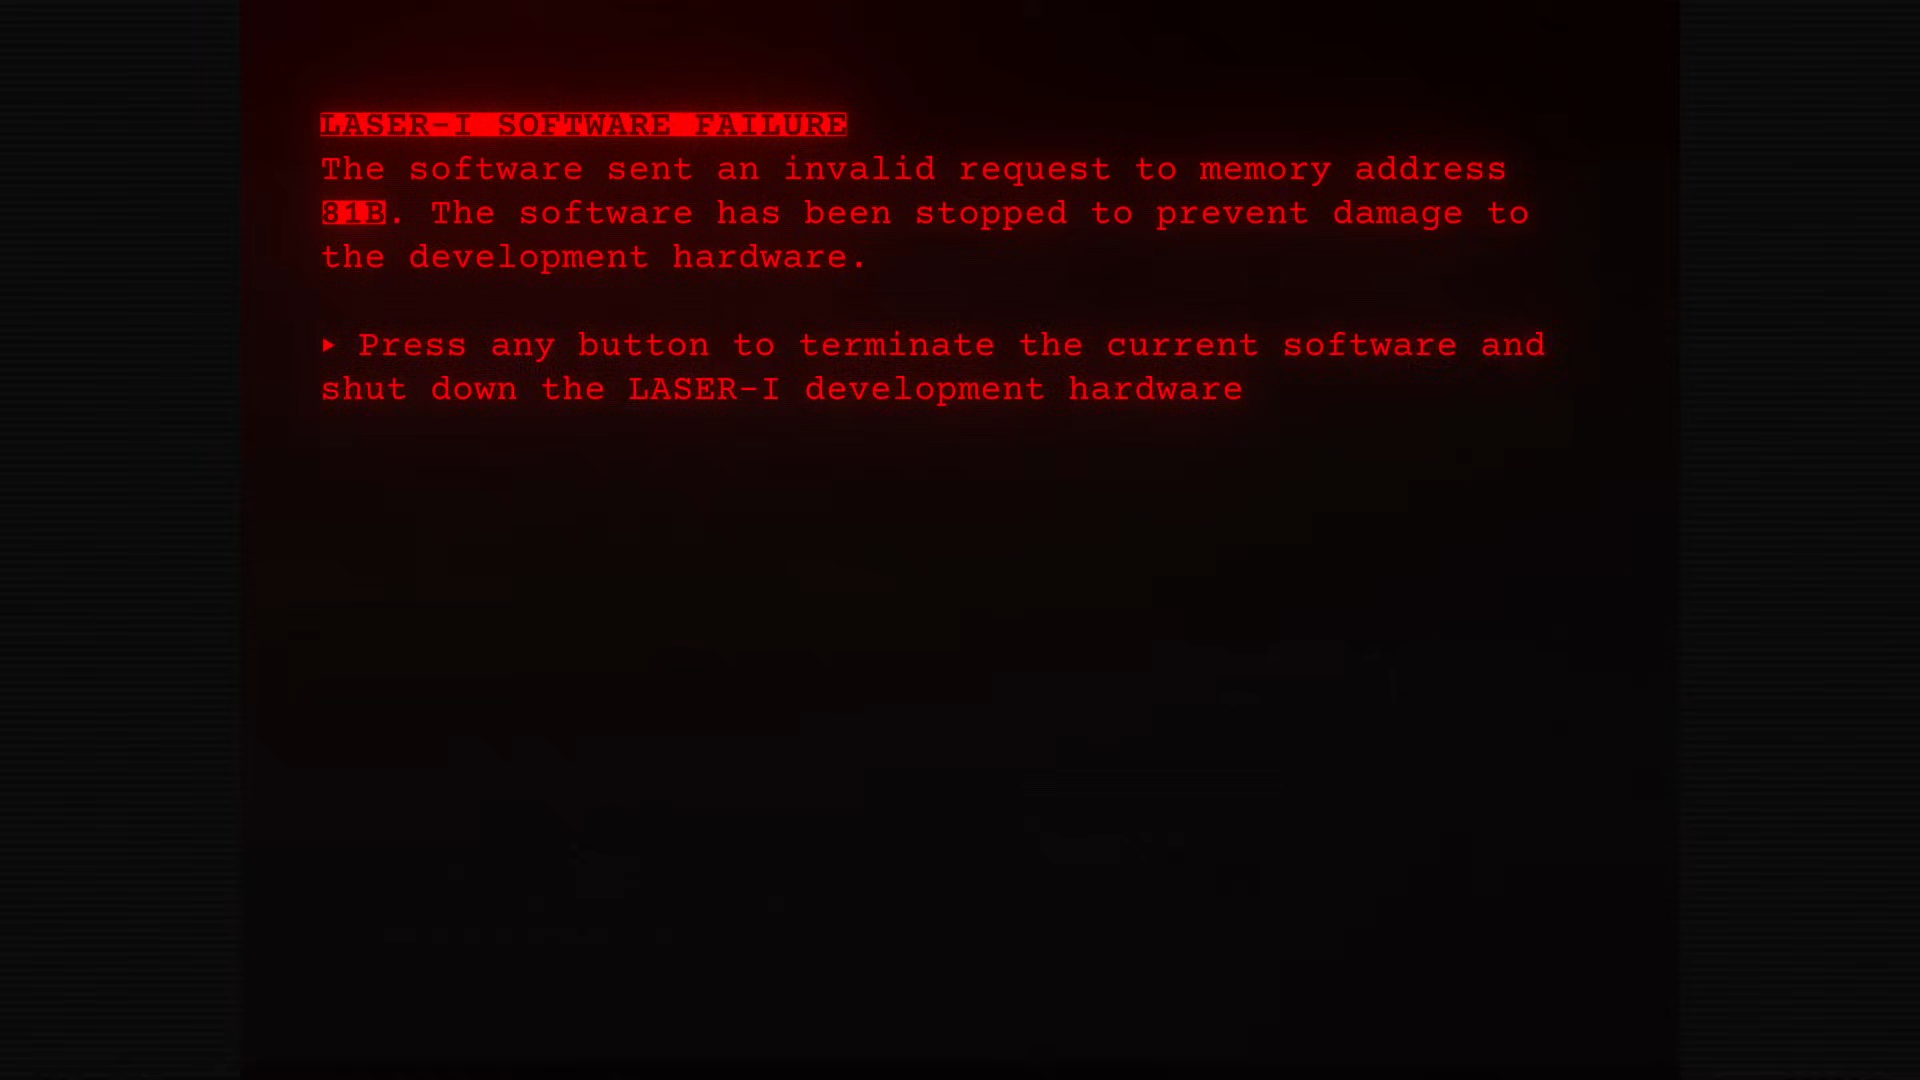 LASER-I SOFTWARE FAILURE
The software sent an invalid request to memory address
81B. The software has been stopped to prevent damage to
the development hardware.
▸ Press any button to terminate the current software and
shut down the LASER-I development hardware